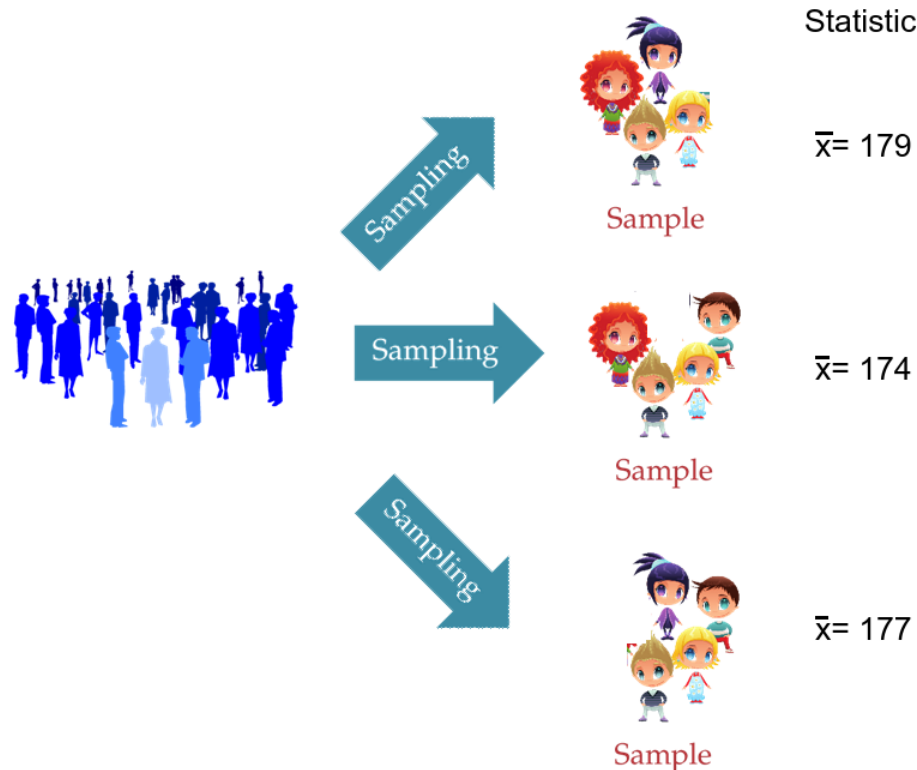 Statistic
Sampling
x̄= 179
Sample
Sampling
x̄= 174
Sample
Sampling
x̄= 177
Sample